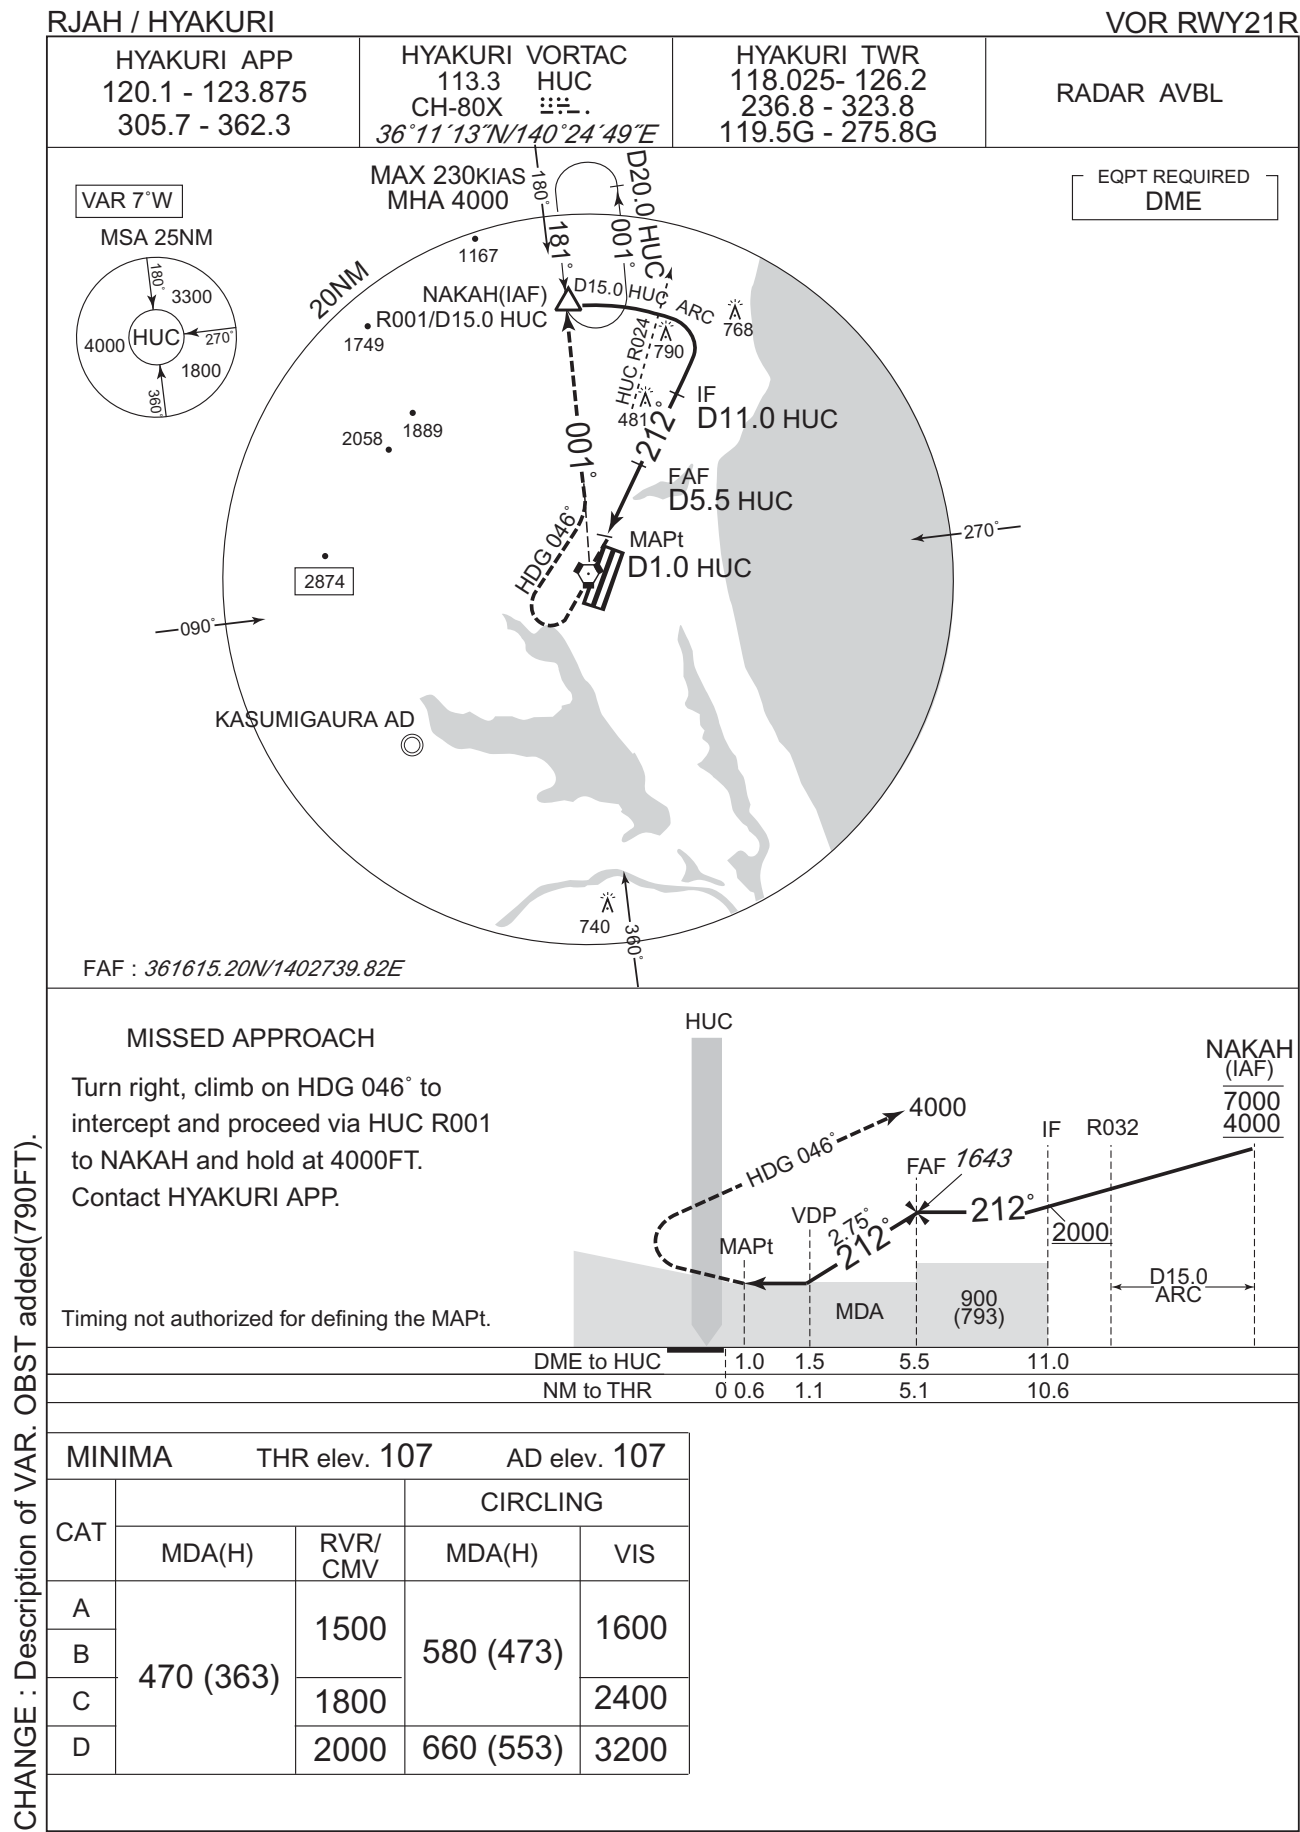 RJAH / HYAKURI
VOR RWY21R
HYAKURI APP
120.1 - 123.875
305.7 - 362.3
HYAKURI VORTAC
113.3 HUC
CH-80X
36°11´13˝N/140°24´49˝E
HYAKURI TWR
118.025- 126.2
236.8 - 323.8
119.5G - 275.8G
RADAR AVBL
VAR 7°W
MSA 25NM
180°
3300
HUC
270°
4000
1800
360°
EQPT REQUIRED
DME
MAX 230KIAS
MHA 4000
180°
181°
001°
D20.0 HUC
1167
20NM
NAKAH(IAF)
R001/D15.0 HUC
D15.0 HUC ARC
768
790
1749
HUC R024
481
IF
D11.0 HUC
212°
2058
1889
001°
FAF
D5.5 HUC
HDG 046°
MAPt
D1.0 HUC
270°
2874
090°
KASUMIGAURA AD
740
360°
FAF : 361615.20N/1402739.82E
MISSED APPROACH
Turn right, climb on HDG 046° to
intercept and proceed via HUC R001
to NAKAH and hold at 4000FT.
Contact HYAKURI APP.
Timing not authorized for defining the MAPt.
HUC
NAKAH
(IAF)
7000
4000
HDG 046°
4000
FAF 1643
IF
R032
VDP
2.75°
212°
212°
2000
MAPt
MDA
900
(793)
D15.0
ARC
DME to HUC 1.0 1.5 5.5 11.0
NM to THR 0 0.6 1.1 5.1 10.6
MINIMA THR elev. 107 AD elev. 107
CAT
CIRCLING
MDA(H)
RVR/
CMV
MDA(H)
VIS
A
B
C
D
470 (363)
1500
1800
2000
580 (473)
660 (553)
1600
2400
3200
CHANGE : Description of VAR. OBST added(790FT).